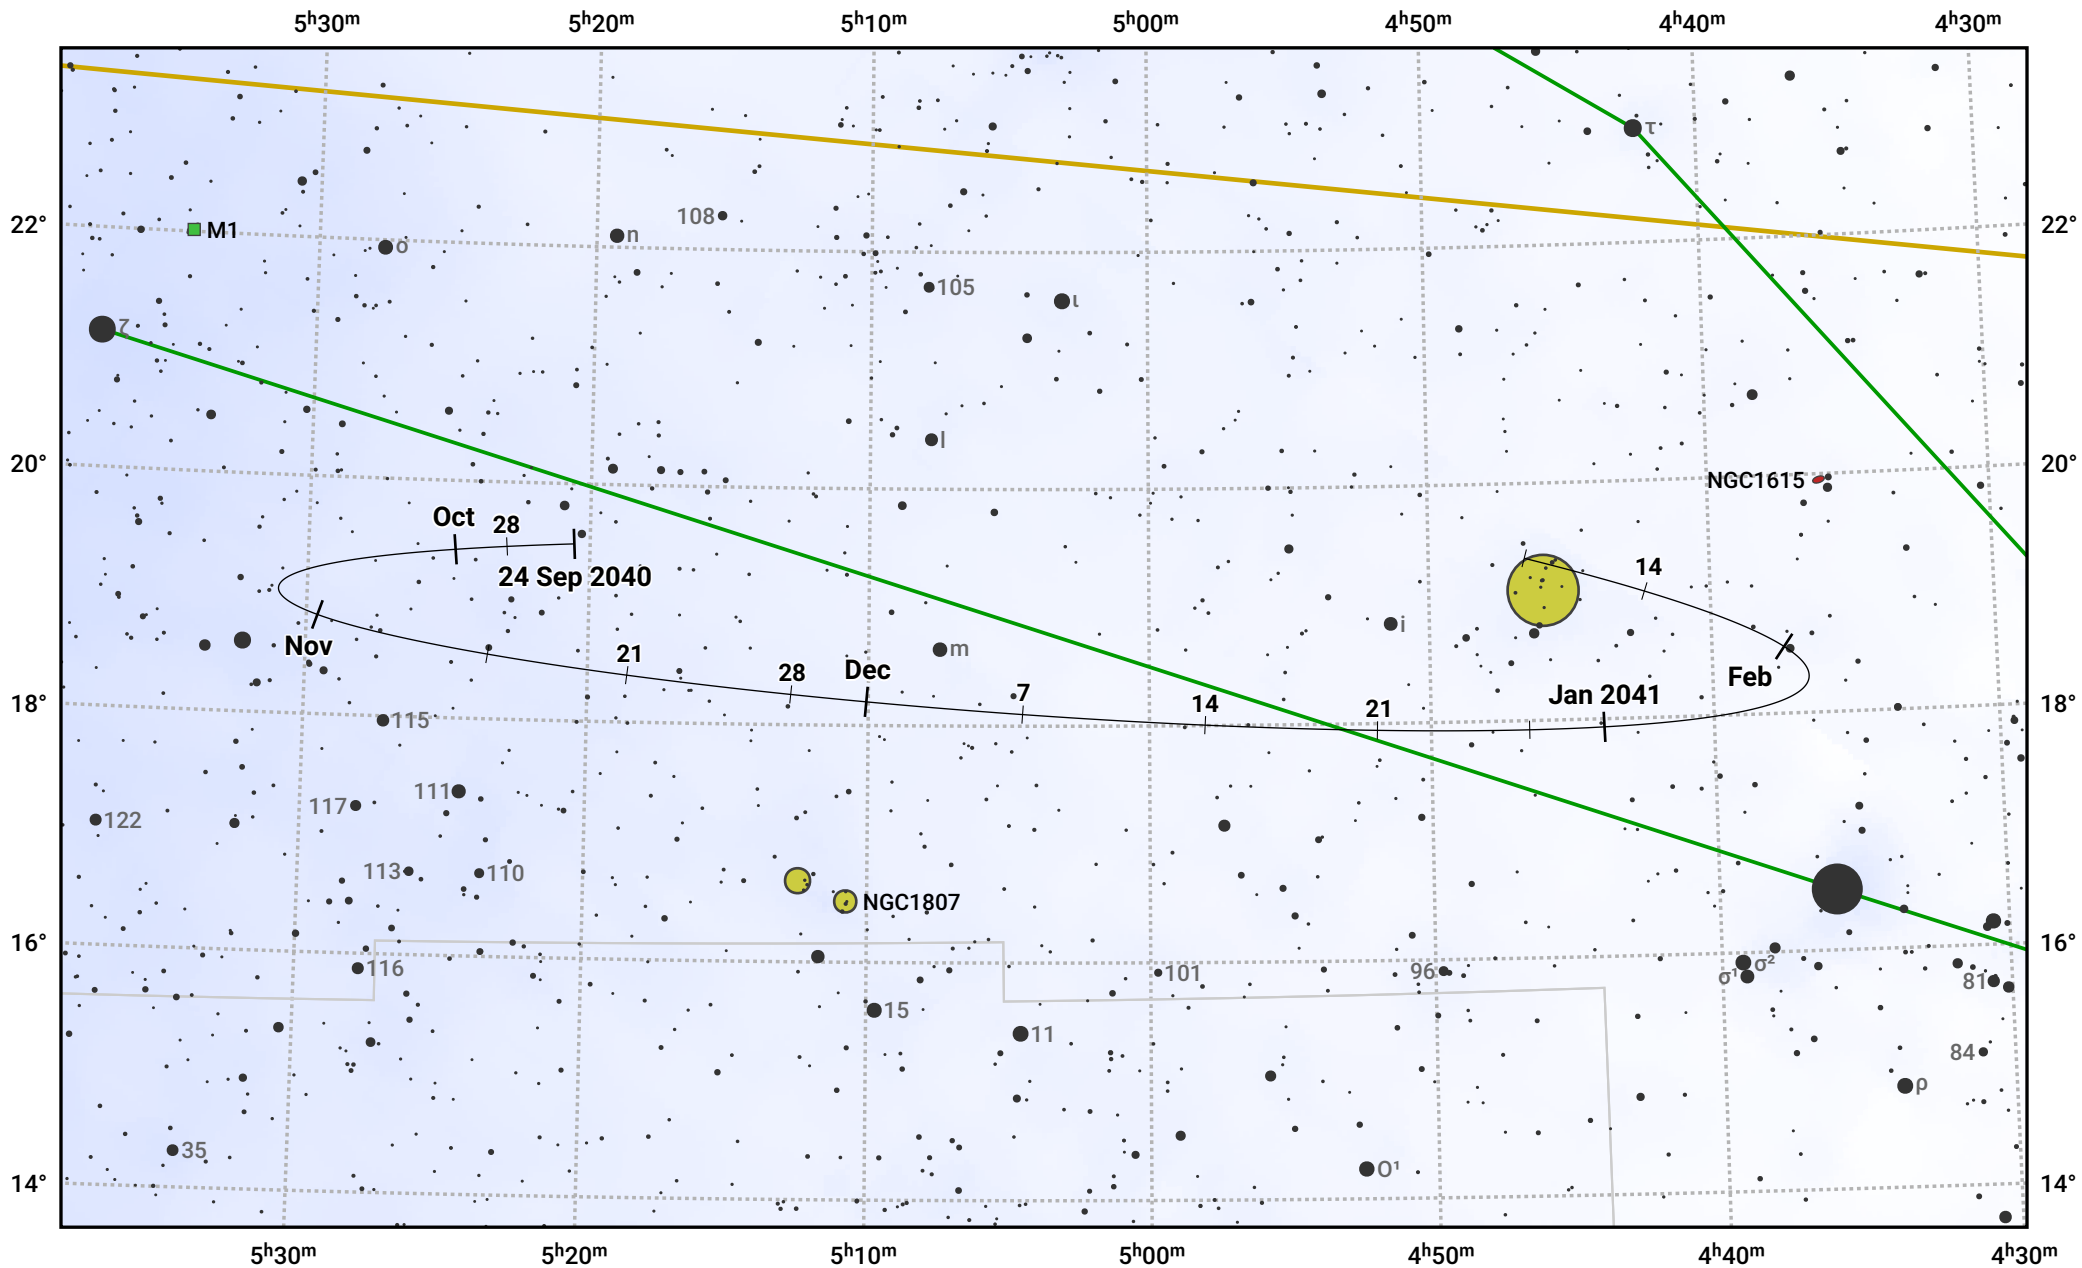 5ʰ30ᵐ 5ʰ20ᵐ 5ʰ10ᵐ 5ʰ00ᵐ 4ʰ50ᵐ 4ʰ40ᵐ 4ʰ30ᵐ
τ
108
22° M1 ο n 22°
105 ι
ζ
l
20° 20°
NGC1615
Oct 28
24 Sep 2040
14
i
Nov 21 m
28 Dec Feb
7 14 21 Jan 2041
18° 18°
115
111
117
122
113 110
NGC1807
16° 16°
116 101 96 σ¹ σ² 81
15
11
84
ρ
35 O¹
14° 14°
5ʰ30ᵐ 5ʰ20ᵐ 5ʰ10ᵐ 5ʰ00ᵐ 4ʰ50ᵐ 4ʰ40ᵐ 4ʰ30ᵐ